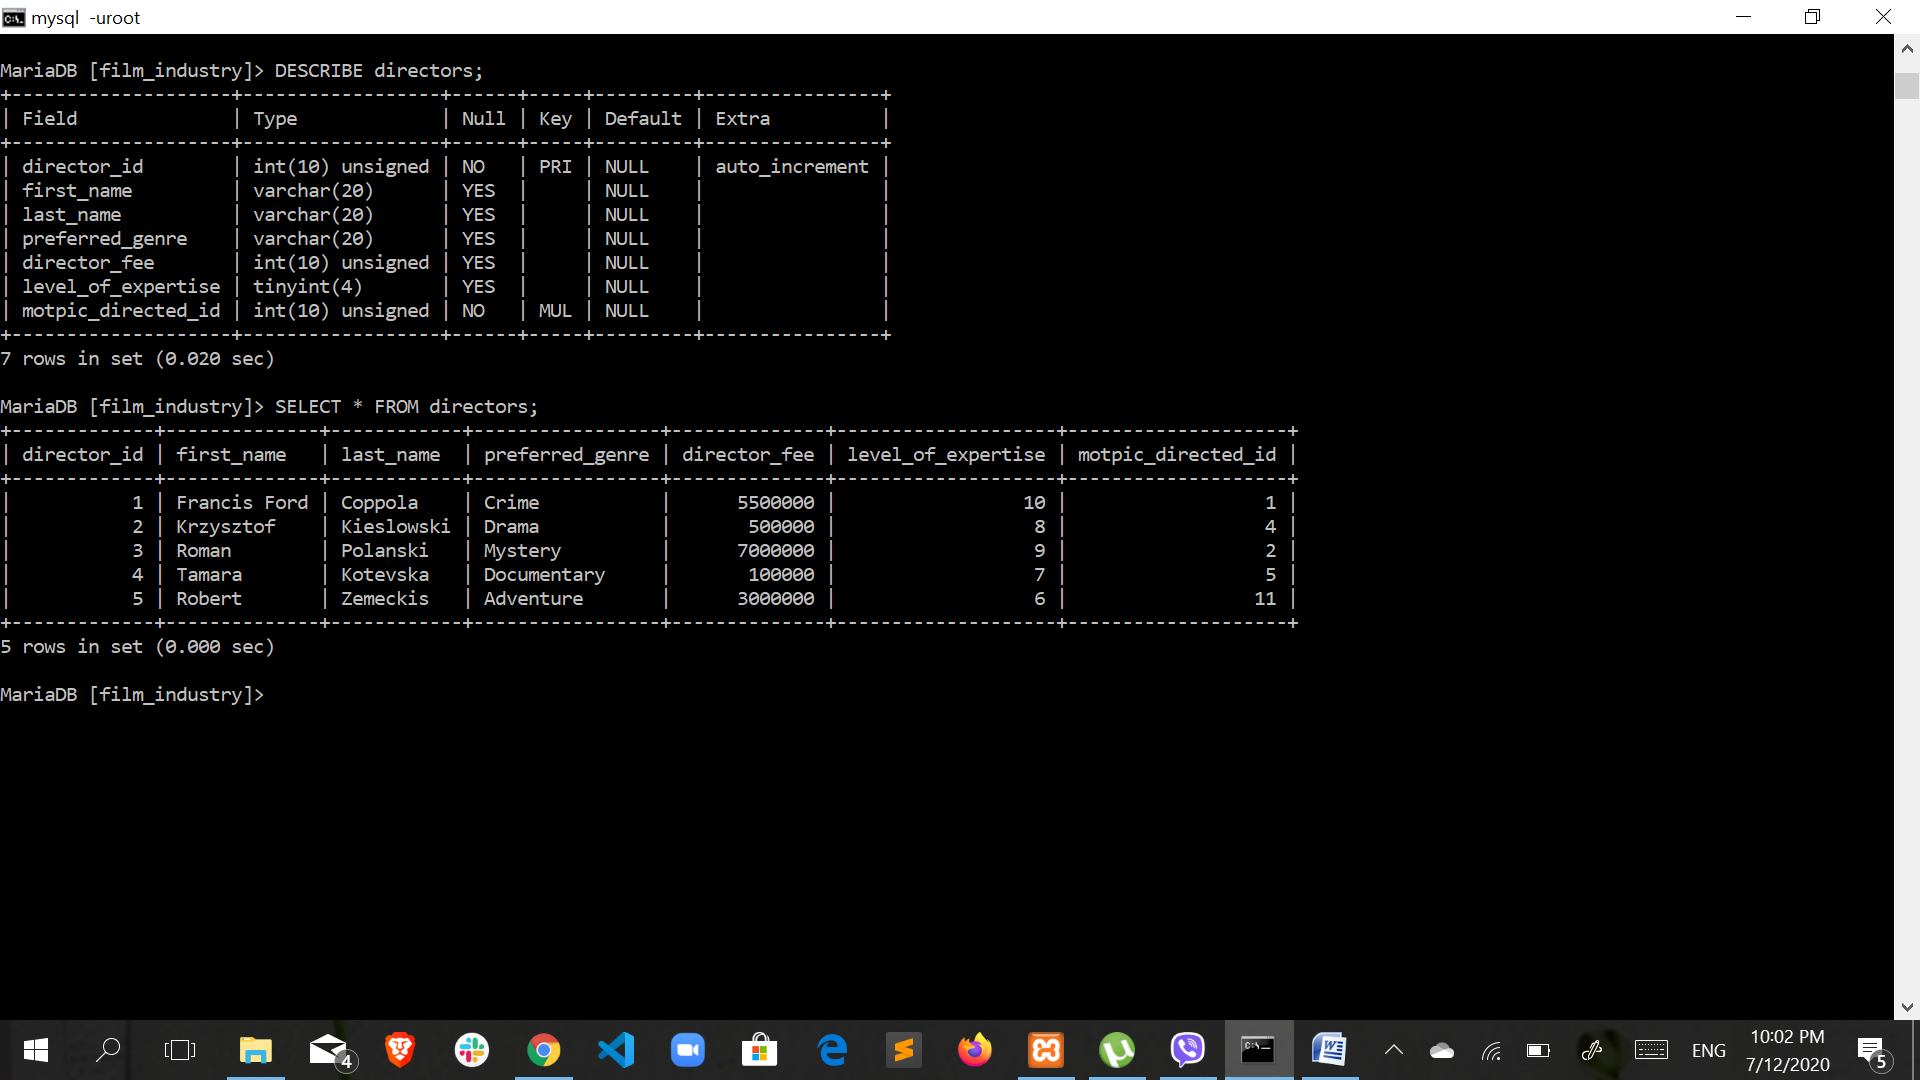 mysql  -uroot
MariaDB [film_industry]> DESCRIBE directors;
+--------------------+------------------+------+-----+---------+----------------+
| Field              | Type             | Null | Key | Default | Extra          |
+--------------------+------------------+------+-----+---------+----------------+
| director_id        | int(10) unsigned | NO   | PRI | NULL    | auto_increment |
| first_name         | varchar(20)      | YES  |     | NULL    |                |
| last_name          | varchar(20)      | YES  |     | NULL    |                |
| preferred_genre    | varchar(20)      | YES  |     | NULL    |                |
| director_fee       | int(10) unsigned | YES  |     | NULL    |                |
| level_of_expertise | tinyint(4)       | YES  |     | NULL    |                |
| motpic_directed_id | int(10) unsigned | NO   | MUL | NULL    |                |
+--------------------+------------------+------+-----+---------+----------------+
7 rows in set (0.020 sec)
MariaDB [film_industry]> SELECT * FROM directors;
+-------------+--------------+------------+-----------------+--------------+--------------------+--------------------+
| director_id | first_name   | last_name  | preferred_genre | director_fee | level_of_expertise | motpic_directed_id |
+-------------+--------------+------------+-----------------+--------------+--------------------+--------------------+
|           1 | Francis Ford | Coppola    | Crime           |      5500000 |                 10 |                  1 |
|           2 | Krzysztof    | Kieslowski | Drama           |       500000 |                  8 |                  4 |
|           3 | Roman        | Polanski   | Mystery         |      7000000 |                  9 |                  2 |
|           4 | Tamara       | Kotevska   | Documentary     |       100000 |                  7 |                  5 |
|           5 | Robert       | Zemeckis   | Adventure       |      3000000 |                  6 |                 11 |
+-------------+--------------+------------+-----------------+--------------+--------------------+--------------------+
5 rows in set (0.000 sec)
MariaDB [film_industry]>
4
ENG
10:02 PM
7/12/2020
5